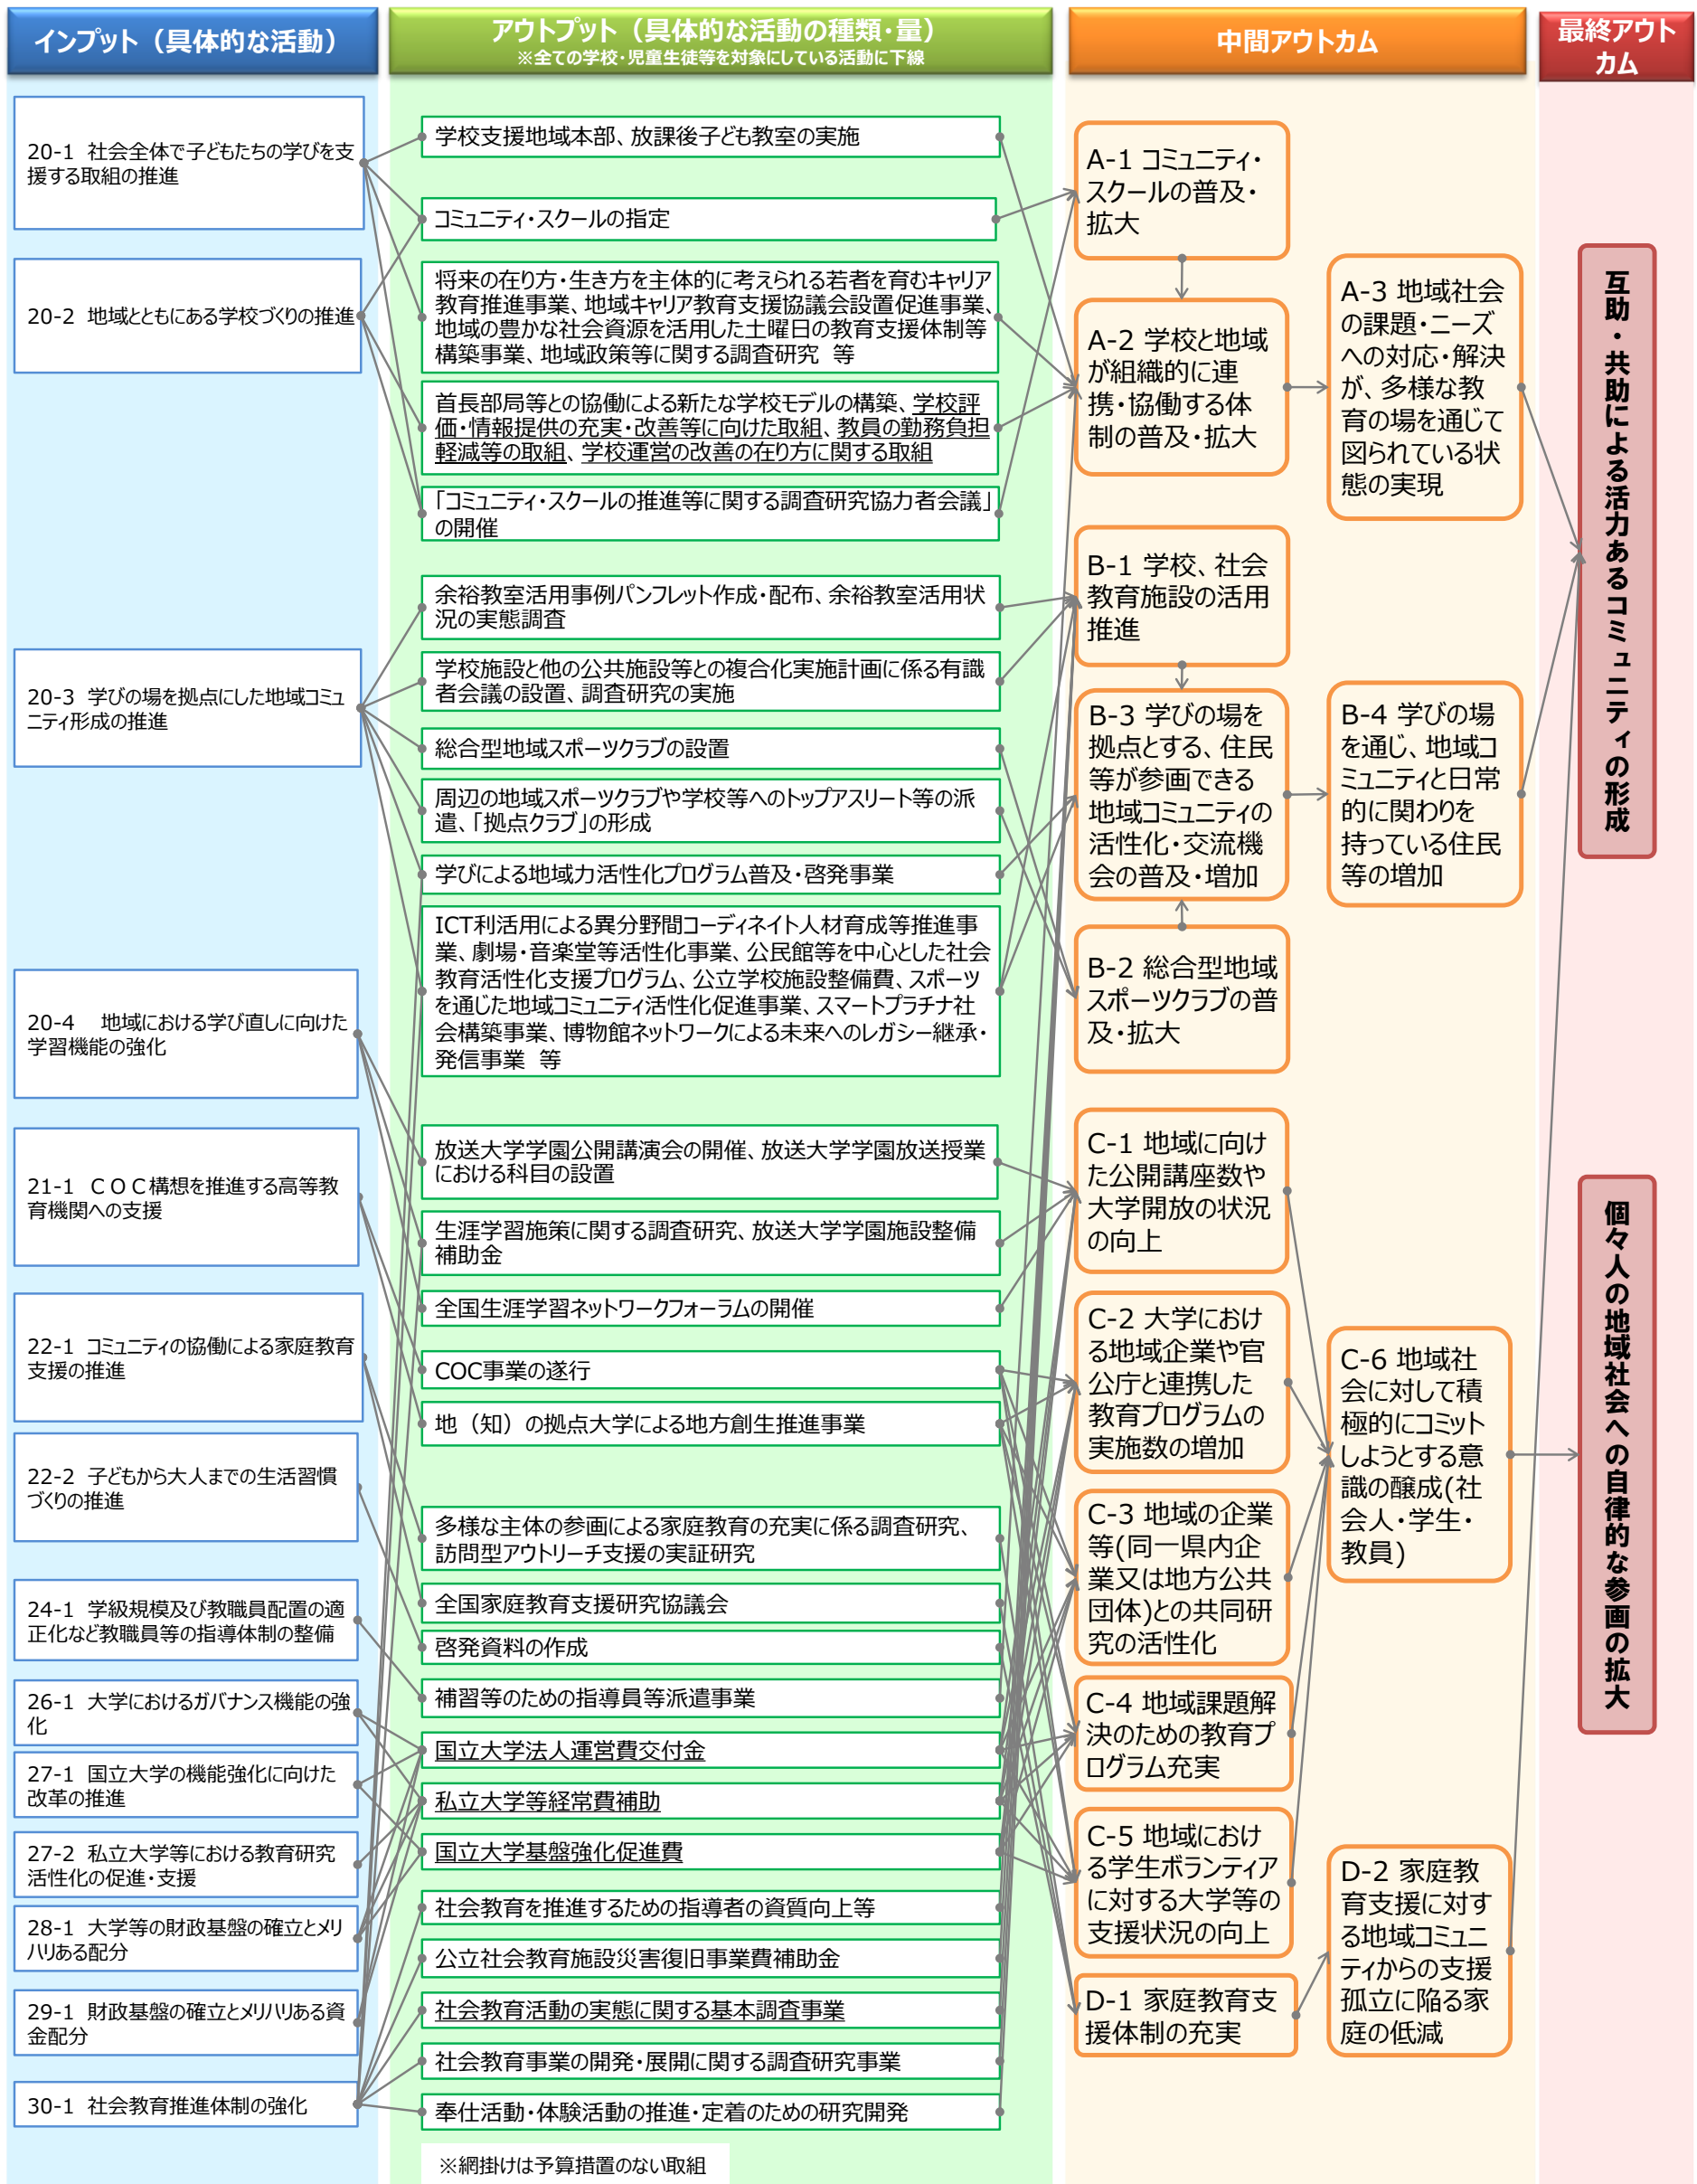 インプット（具体的な活動）
アウトプット（具体的な活動の種類･量）
※全ての学校･児童生徒等を対象にしている活動に下線
中間アウトカム
最終アウト
カム
20-1 社会全体で子どもたちの学びを支
援する取組の推進
20-2 地域とともにある学校づくりの推進
20-3 学びの場を拠点にした地域コミュ
ニティ形成の推進
20-4 地域における学び直しに向けた
学習機能の強化
21-1 ＣＯＣ構想を推進する高等教
育機関への支援
22-1 コミュニティの協働による家庭教育
支援の推進
22-2 子どもから大人までの生活習慣
づくりの推進
24-1 学級規模及び教職員配置の適
正化など教職員等の指導体制の整備
26-1 大学におけるガバナンス機能の強
化
27-1 国立大学の機能強化に向けた
改革の推進
27-2 私立大学等における教育研究
活性化の促進･支援
28-1 大学等の財政基盤の確立とメリ
ハリある配分
29-1 財政基盤の確立とメリハリある資
金配分
30-1 社会教育推進体制の強化
学校支援地域本部、放課後子ども教室の実施
コミュニティ･スクールの指定
将来の在り方･生き方を主体的に考えられる若者を育むキャリア
教育推進事業、地域キャリア教育支援協議会設置促進事業、
地域の豊かな社会資源を活用した土曜日の教育支援体制等
構築事業、地域政策等に関する調査研究 等
首長部局等との協働による新たな学校モデルの構築、学校評
価･情報提供の充実･改善等に向けた取組、教員の勤務負担
軽減等の取組、学校運営の改善の在り方に関する取組
「コミュニティ･スクールの推進等に関する調査研究協力者会議」
の開催
余裕教室活用事例パンフレット作成･配布、余裕教室活用状
況の実態調査
学校施設と他の公共施設等との複合化実施計画に係る有識
者会議の設置、調査研究の実施
総合型地域スポーツクラブの設置
周辺の地域スポーツクラブや学校等へのトップアスリート等の派
遣、「拠点クラブ」の形成
学びによる地域力活性化プログラム普及･啓発事業
ICT利活用による異分野間コーディネイト人材育成等推進事
業、劇場･音楽堂等活性化事業、公民館等を中心とした社会
教育活性化支援プログラム、公立学校施設整備費、スポーツ
を通じた地域コミュニティ活性化促進事業、スマートプラチナ社
会構築事業、博物館ネットワークによる未来へのレガシー継承･
発信事業 等
放送大学学園公開講演会の開催、放送大学学園放送授業
における科目の設置
生涯学習施策に関する調査研究、放送大学学園施設整備
補助金
全国生涯学習ネットワークフォーラムの開催
COC事業の遂行
地（知）の拠点大学による地方創生推進事業
多様な主体の参画による家庭教育の充実に係る調査研究、
訪問型アウトリーチ支援の実証研究
全国家庭教育支援研究協議会
啓発資料の作成
補習等のための指導員等派遣事業
国立大学法人運営費交付金
私立大学等経常費補助
国立大学基盤強化促進費
社会教育を推進するための指導者の資質向上等
公立社会教育施設災害復旧事業費補助金
社会教育活動の実態に関する基本調査事業
社会教育事業の開発･展開に関する調査研究事業
奉仕活動･体験活動の推進･定着のための研究開発
※網掛けは予算措置のない取組
A-1 コミュニティ･
スクールの普及･
拡大
A-2 学校と地域
が組織的に連
携･協働する体
制の普及･拡大
A-3 地域社会
の課題･ニーズ
への対応･解決
が、多様な教
育の場を通じて
図られている状
態の実現
B-1 学校、社会
教育施設の活用
推進
B-3 学びの場を
拠点とする、住民
等が参画できる
地域コミュニティの
活性化･交流機
会の普及･増加
B-4 学びの場
を通じ、地域コ
ミュニティと日常
的に関わりを
持っている住民
等の増加
B-2 総合型地域
スポーツクラブの普
及･拡大
C-1 地域に向け
た公開講座数や
大学開放の状況
の向上
C-2 大学におけ
る地域企業や官
公庁と連携した
教育プログラムの
実施数の増加
C-3 地域の企業
等(同一県内企
業又は地方公共
団体)との共同研
究の活性化
C-4 地域課題解
決のための教育プ
ログラム充実
C-5 地域におけ
る学生ボランティア
に対する大学等の
支援状況の向上
C-6 地域社
会に対して積
極的にコミット
しようとする意
識の醸成(社
会人･学生･
教員)
D-1 家庭教育支
援体制の充実
D-2 家庭教
育支援に対す
る地域コミュニ
ティからの支援
孤立に陥る家
庭の低減
互助・共助による活力あるコミュニティの形成
個々人の地域社会への自律的な参画の拡大